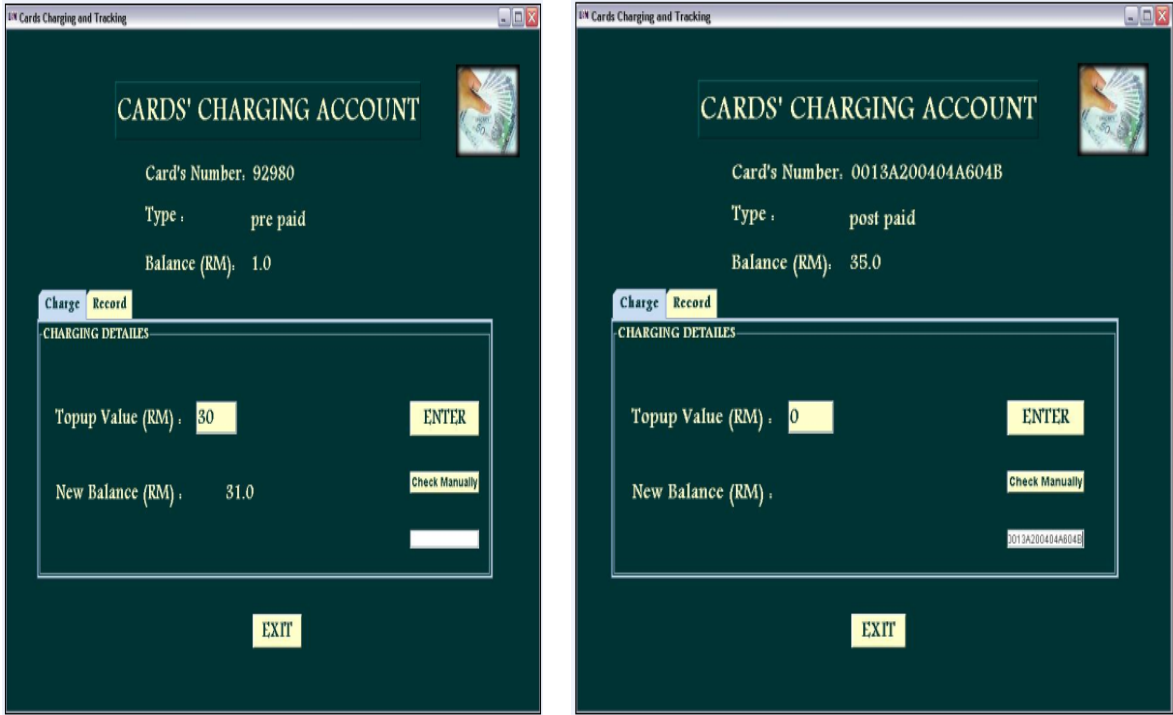 Cards Charging and Tracking
CARDS' CHARGING ACCOUNT
Card's Number: 92980
Type : pre paid
Balance (RM): 1.0
Charge Record
CHARGING DETAILES
Topup Value (RM) : 30 ENTER
Check Manually
New Balance (RM) : 31.0
EXIT
Cards Charging and Tracking
CARDS' CHARGING ACCOUNT
Card's Number: 0013A200404A604B
Type : post paid
Balance (RM): 35.0
Charge Record
CHARGING DETAILES
Topup Value (RM) : 0 ENTER
Check Manually
New Balance (RM) :
0013A200404A604B
EXIT